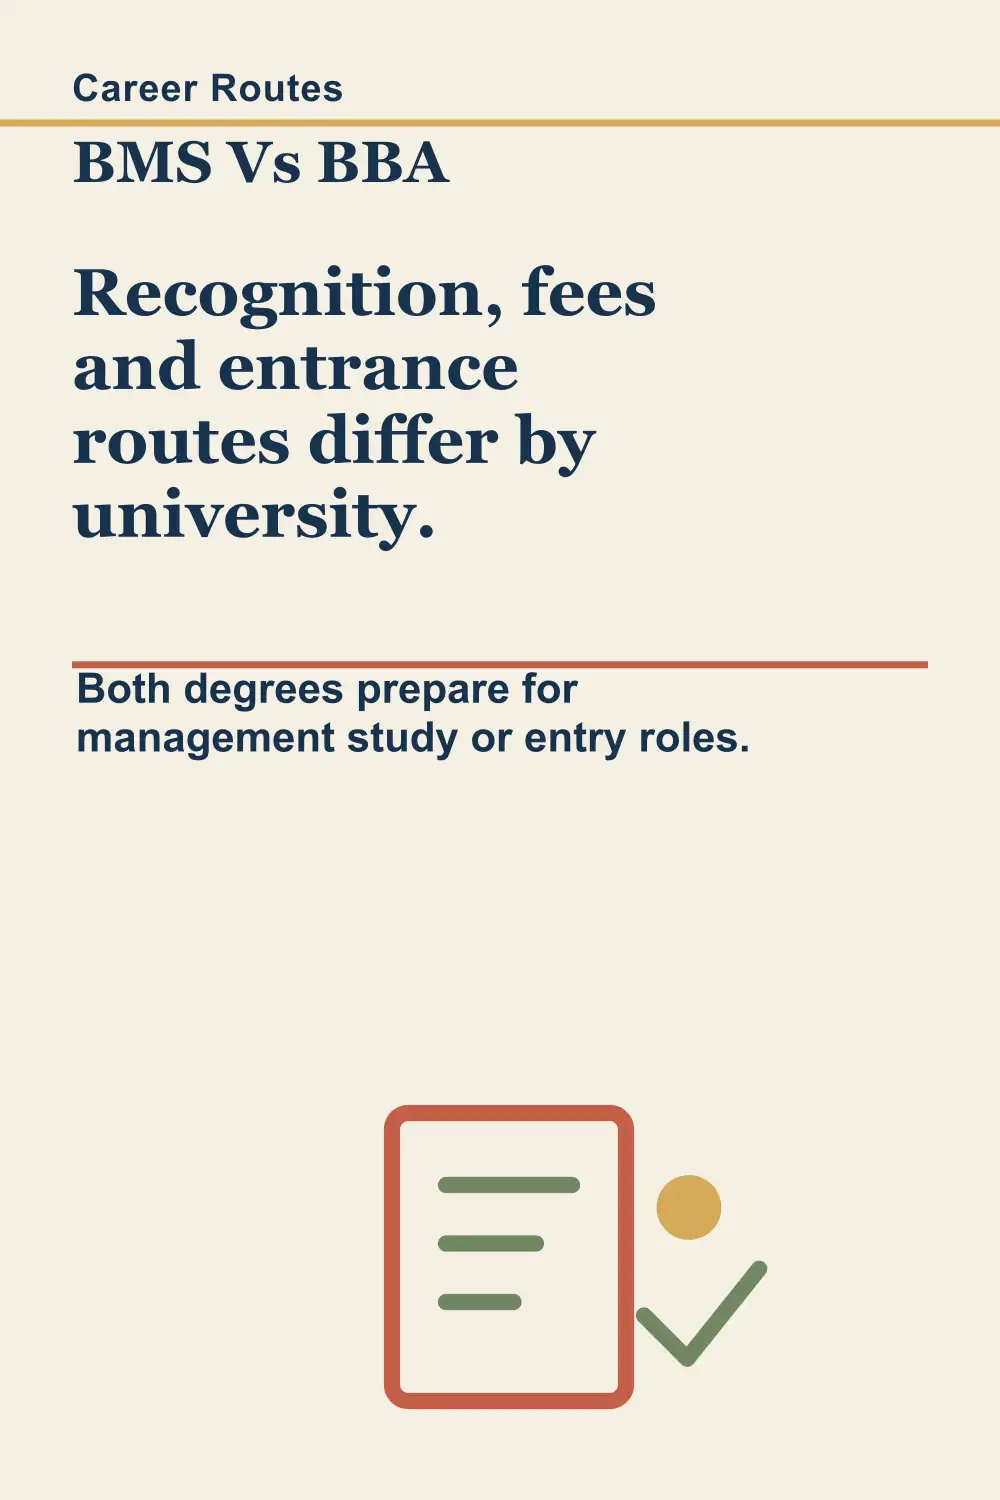 Career Routes
BMS Vs BBA
Recognition, fees
and entrance
routes differ by
university.
Both degrees prepare for
management study or entry roles.